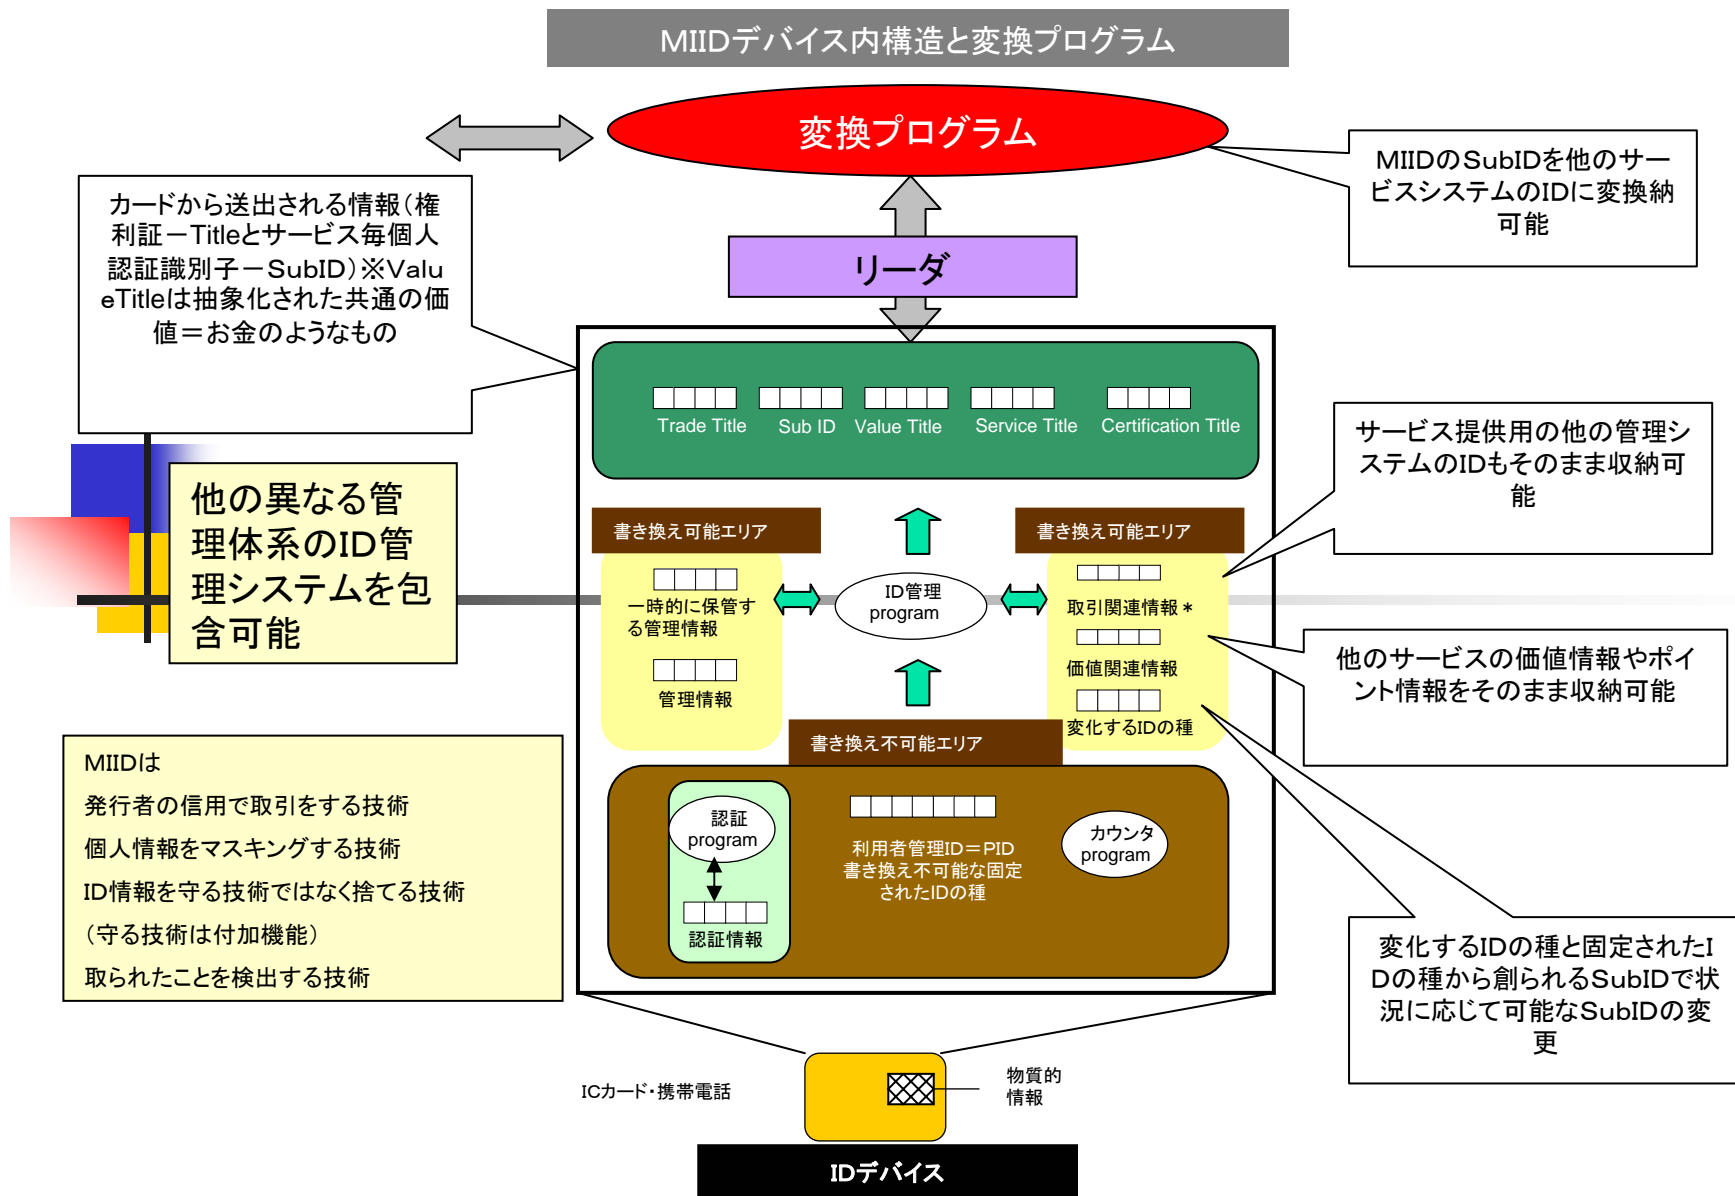 MIIDデバイス内構造と変換プログラム
変換プログラム
MIIDのSubIDを他のサー
ビスシステムのIDに変換納
可能
カードから送出される情報(権
利証－Titleとサービス毎個人
認証識別子－SubID)※Valu
eTitleは抽象化された共通の価
値＝お金のようなもの
リーダ
Trade Title
Sub ID
Value Title
Service Title
Certification Title
サービス提供用の他の管理シ
ステムのIDもそのまま収納可
能
他の異なる管
理体系のID管
理システムを包
含可能
書き換え可能エリア
書き換え可能エリア
一時的に保管す
る管理情報
管理情報
ID管理
program
取引関連情報＊
価値関連情報
変化するIDの種
他のサービスの価値情報やポイ
ント情報をそのまま収納可能
書き換え不可能エリア
MIIDは
発行者の信用で取引をする技術
個人情報をマスキングする技術
ID情報を守る技術ではなく捨てる技術
(守る技術は付加機能)
取られたことを検出する技術
認証
program
認証情報
利用者管理ID＝PID
書き換え不可能な固定
されたIDの種
カウンタ
program
変化するIDの種と固定されたI
Dの種から創られるSubIDで状
況に応じて可能なSubIDの変
更
ICカード・携帯電話
物質的
情報
IDデバイス